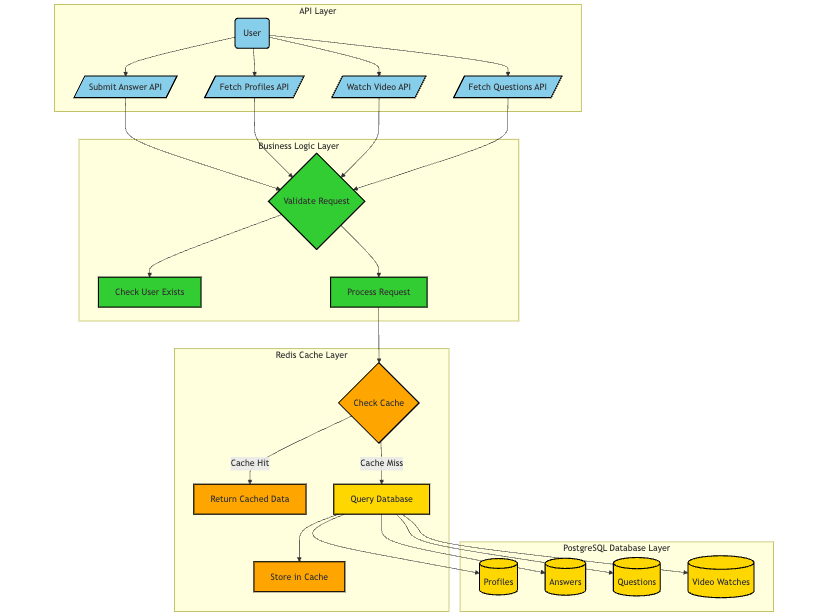 API Layer
User
Submit Answer API
Fetch Profiles API
Watch Video API
Fetch Questions API
Business Logic Layer
Validate Request
Check User Exists
Process Request
Redis Cache Layer
Check Cache
Cache Hit
Cache Miss
Return Cached Data
Query Database
Store in Cache
PostgreSQL Database Layer
Profiles
Answers
Questions
Video Watches